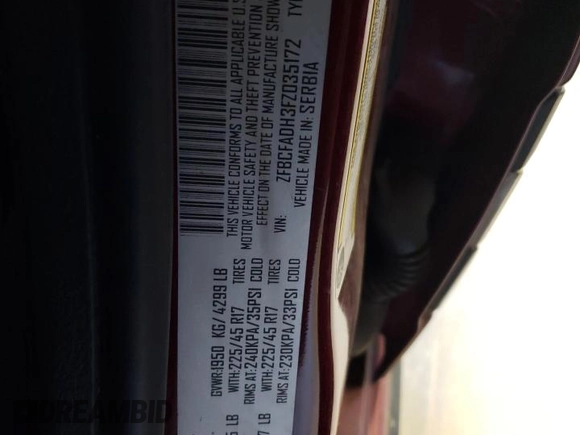 THIS VEHICLE CONFORMS TO ALL APPLICABLE U.S.
MOTOR VEHICLE SAFETY AND THEFT PREVENTION
EFFECT ON THE DATE OF MANUFACTURE SHOW
VIN: ZFBCFADH3FZ035172 TYP
VEHICLE MADE IN: SERBIA
GVWR:1950 KG/ 4299 LB
WITH:225/45 R17 TIRES
RIMS AT:240KPA/35PSI COLD
LB WITH:225/45 R17 TIRES
RIMS AT:230KPA/33PSI COLD
LB
DREAMBID